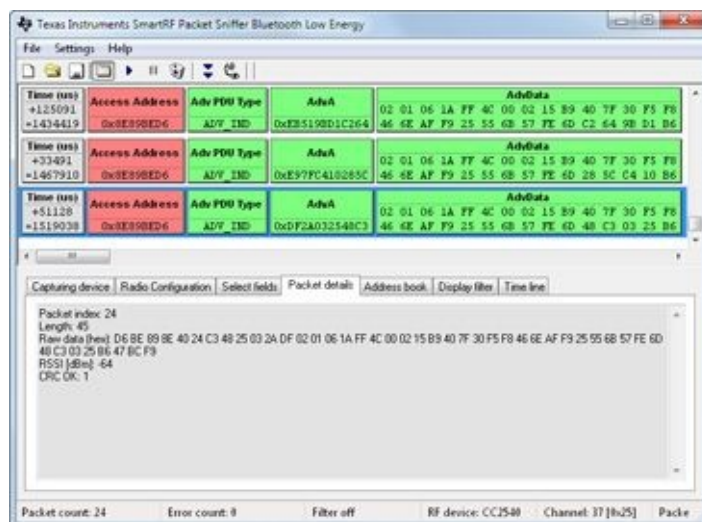 Texas Instruments SmartRF Packet Sniffer Bluetooth Low Energy
File Settings Help
Time (us) Access Address Adv PDU Type AdvA AdvData
+125091 02 01 06 1A FF 4C 00 02 15 B9 40 7F 30 F5 F8
=1434419 0x8E89BED6 ADV_IND 0xEB519BD1C264 46 6E AF F9 25 55 6B 57 FE 6D C2 64 9B D1 B6
Time (us) Access Address Adv PDU Type AdvA AdvData
+33491 02 01 06 1A FF 4C 00 02 15 B9 40 7F 30 F5 F8
=1467910 0x8E89BED6 ADV_IND 0xE97FC410285C 46 6E AF F9 25 55 6B 57 FE 6D 28 5C C4 10 B6
Time (us) Access Address Adv PDU Type AdvA AdvData
+51128 02 01 06 1A FF 4C 00 02 15 B9 40 7F 30 F5 F8
=1519038 0x8E89BED6 ADV_IND 0xDF2A032548C3 46 6E AF F9 25 55 6B 57 FE 6D 48 C3 03 25 B6
Capturing device Radio Configuration Select fields Packet details Address book Display filter Time line
Packet index: 24
Length: 45
Raw data (hex): D6 BE 89 8E 40 24 C3 48 25 03 2A DF 02 01 06 1A FF 4C 00 02 15 B9 40 7F 30 F5 F8 46 6E AF F9 25 55 6B 57 FE 6D
48 C3 03 25 B6 47 BC F9
RSSI [dBm]: -64
CRC OK: 1
Packet count: 24 Error count: 0 Filter off RF device: CC2540 Channel: 37 [0x25] Packe